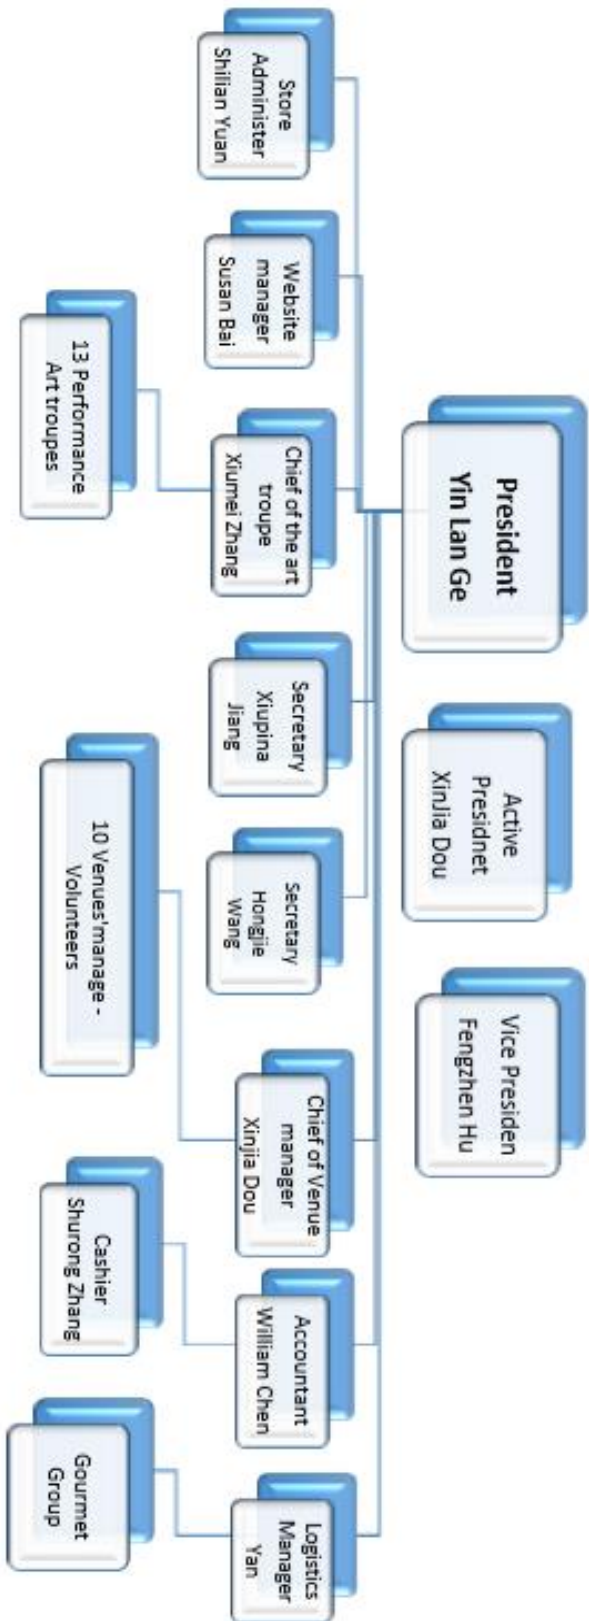 President
Yin Lan Ge
Active
Presidnet
XinJia Dou
Vice Presiden
Fengzhen Hu
Store
Administer
Shilian Yuan
Website
manager
Susan Bai
Chief of the art
troupe
Xiumei Zhang
Secretary
Xiupina
Jiang
Secretary
Hongjie
Wang
Chief of Venue
manager
Xinjia Dou
Accountant
William Chen
Logistics
Manager
Yan
13 Performance
Art troupes
10 Venues'manage -
Volunteers
Cashier
Shurong Zhang
Gourmet
Group